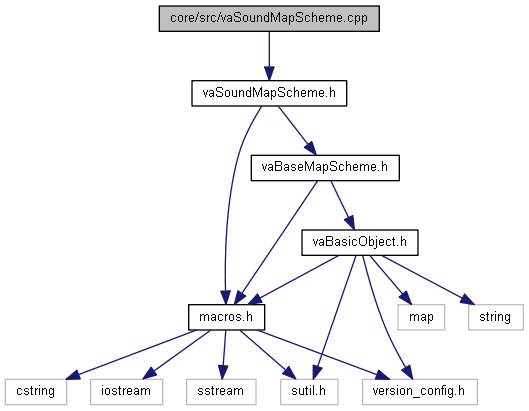 core/src/vaSoundMapScheme.cpp
vaSoundMapScheme.h
vaBaseMapScheme.h
vaBasicObject.h
macros.h
map
string
cstring
iostream
sstream
sutil.h
version_config.h